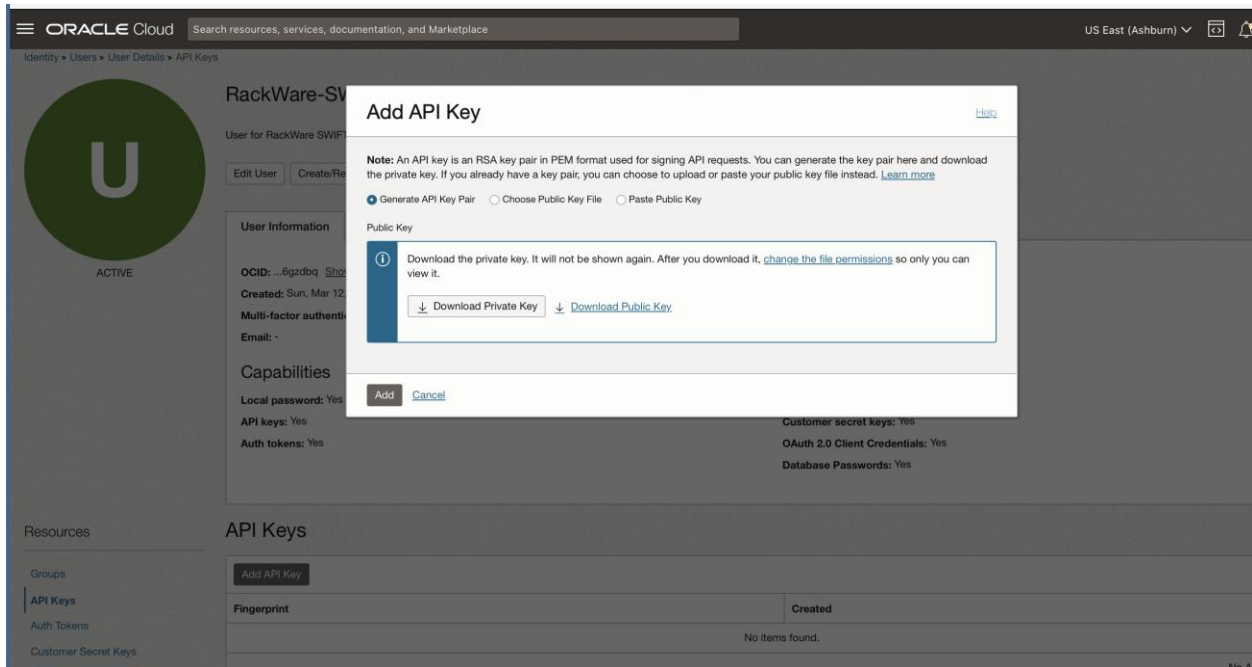 ORACLE Cloud
Search resources, services, documentation, and Marketplace
US East (Ashburn)
Identity » Users » User Details » API Keys
U
ACTIVE
RackWare-SW
User for RackWare SWIFT
Edit User
Create/Re
User Information
OCID: ...6gzdbq Show
Created: Sun, Mar 12,
Multi-factor authenti
Email: -
Capabilities
Local password: Yes
API keys: Yes
Auth tokens: Yes
Customer secret keys: Yes
OAuth 2.0 Client Credentials: Yes
Database Passwords: Yes
Add API Key
Help
Note: An API key is an RSA key pair in PEM format used for signing API requests. You can generate the key pair here and download
the private key. If you already have a key pair, you can choose to upload or paste your public key file instead. Learn more
Generate API Key Pair
Choose Public Key File
Paste Public Key
Public Key
Download the private key. It will not be shown again. After you download it, change the file permissions so only you can
view it.
Download Private Key
Download Public Key
Add
Cancel
Resources
Groups
API Keys
Auth Tokens
Customer Secret Keys
API Keys
Add API Key
Fingerprint
Created
No items found.